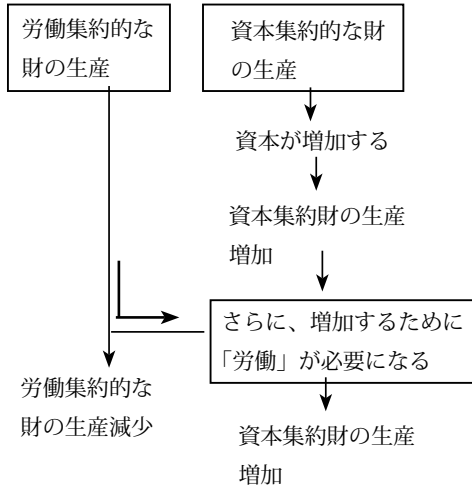 労働集約的な
財の生産
資本集約的な財
の生産
資本が増加する
資本集約財の生産
増加
さらに、増加するために
「労働」が必要になる
労働集約的な
財の生産減少
資本集約財の生産
増加